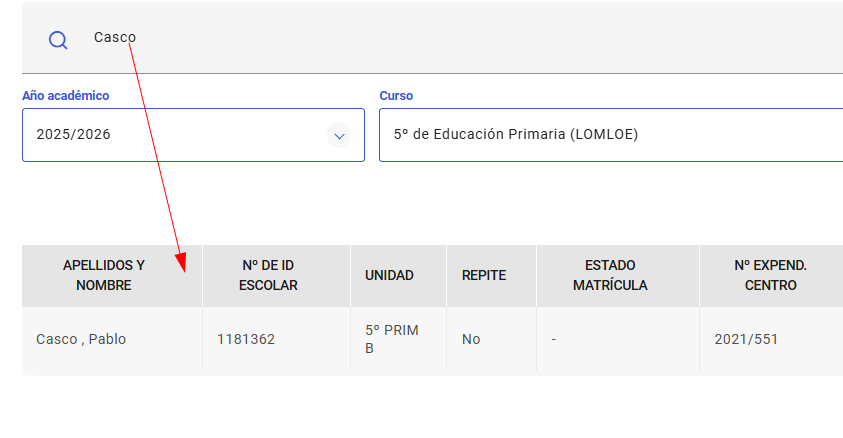 Casco
Año académico
Curso
2025/2026
5º de Educación Primaria (LOMLOE)
APELLIDOS Y
NOMBRE
Nº DE ID
ESCOLAR
UNIDAD
REPITE
ESTADO
MATRÍCULA
Nº EXPEND.
CENTRO
Casco , Pablo
1181362
5º PRIM
B
No
-
2021/551